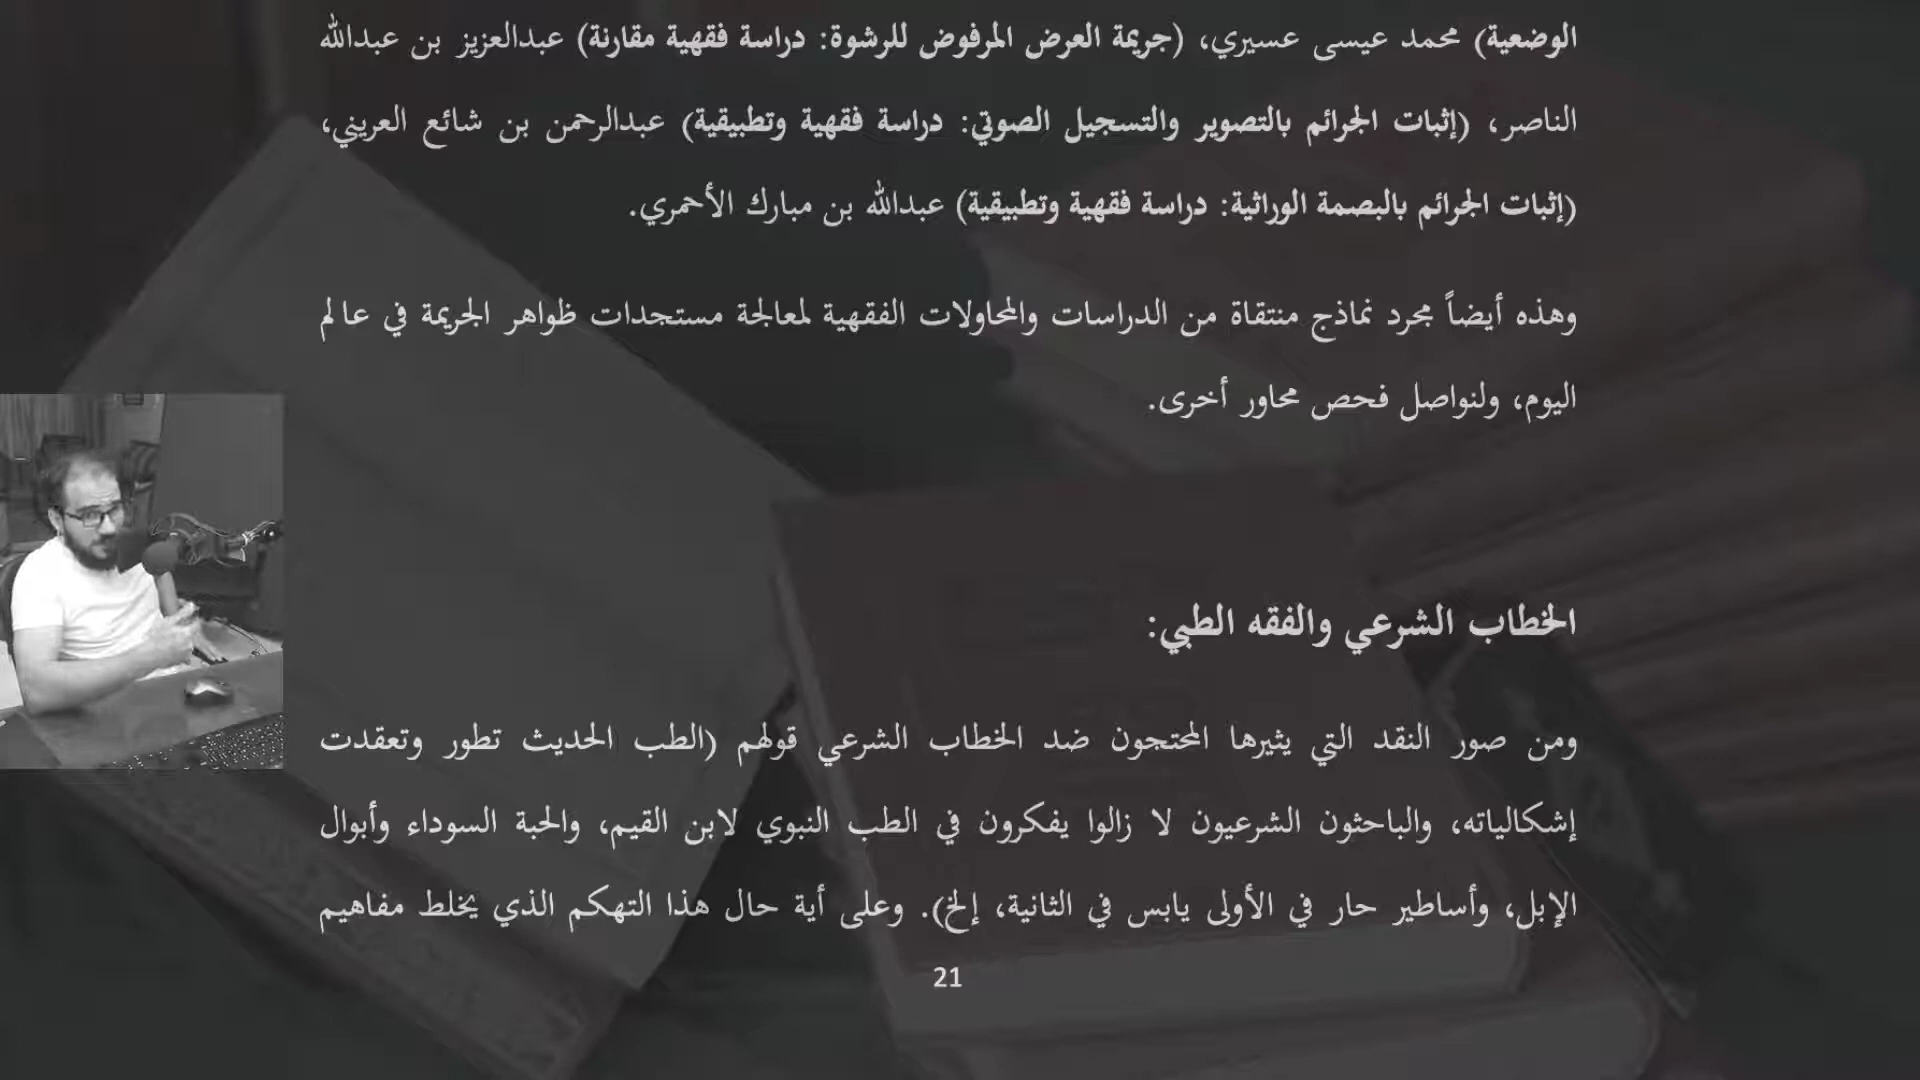 الوضعية) محمد عيسى عسيري، (جريمة العرض المرفوض للرشوة: دراسة فقهية مقارنة) عبدالعزيز بن عبدالله
الناصر، (إثبات الجرائم بالتصوير والتسجيل الصوتي: دراسة فقهية وتطبيقية) عبدالرحمن بن شائع العريني،
(إثبات الجرائم بالبصمة الوراثية: دراسة فقهية وتطبيقية) عبدالله بن مبارك الأحمري.
وهذه أيضاً مجرد نماذج منتقاة من الدراسات والمحاولات الفقهية لمعالجة مستجدات ظواهر الجريمة في عالم
اليوم، ولنواصل فحص محاور أخرى.
الخطاب الشرعي والفقه الطبي:
ومن صور النقد التي يثيرها المحتجون ضد الخطاب الشرعي قولهم (الطب الحديث تطور وتعقدت
إشكالياته، والباحثون الشرعيون لا زالوا يفكرون في الطب النبوي لابن القيم، والحبة السوداء وأبوال
الإبل، وأساطير حار في الأولى يابس في الثانية، إلخ). وعلى أية حال هذا التهكم الذي يخلط مفاهيم
21